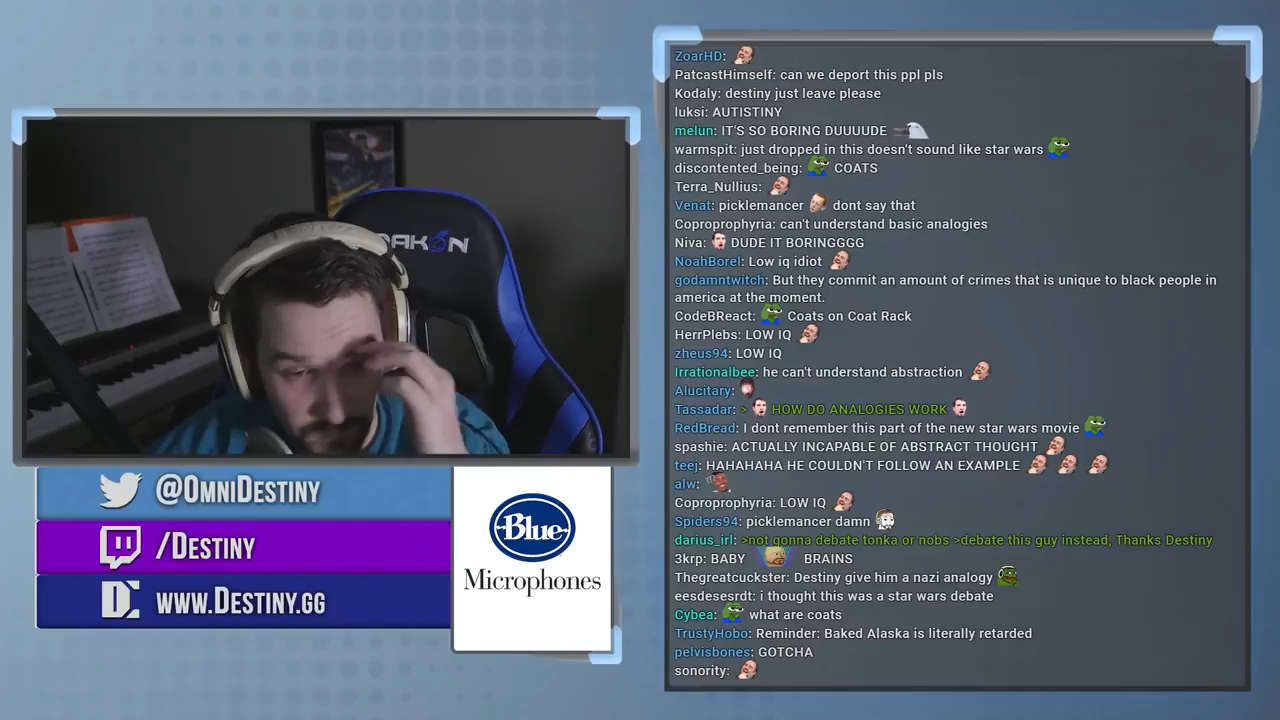 AKON
@OmniDestiny
/Destiny
www.Destiny.gg
Blue
Microphones
ZoarHD:
PatcastHimself: can we deport this ppl pls
Kodaly: destiny just leave please
luksi: AUTISTINY
melun: IT'S SO BORING DUUUUDE
warmspit: just dropped in this doesn't sound like star wars
discontented_being: COATS
Terra_Nullius:
Venat: picklemancer dont say that
Coproprophyria: can't understand basic analogies
Niva: DUDE IT BORINGGGG
NoahBorel: Low iq idiot
godamntwitch: But they commit an amount of crimes that is unique to black people in
america at the moment.
CodeBReact: Coats on Coat Rack
HerrPlebs: LOW IQ
zheus94: LOW IQ
Irrationalbee: he can't understand abstraction
Alucitary:
Tassadar: > HOW DO ANALOGIES WORK
RedBread: I dont remember this part of the new star wars movie
spashie: ACTUALLY INCAPABLE OF ABSTRACT THOUGHT
teej: HAHAHAHA HE COULDN'T FOLLOW AN EXAMPLE
alw:
Coproprophyria: LOW IQ
Spiders94: picklemancer damn
darius_irl: >not gonna debate tonka or nobs >debate this guy instead, Thanks Destiny
3krp: BABY BRAINS
Thegreatcuckster: Destiny give him a nazi analogy
eesdesesrdt: i thought this was a star wars debate
Cybea: what are coats
TrustyHobo: Reminder: Baked Alaska is literally retarded
pelvisbones: GOTCHA
sonority: